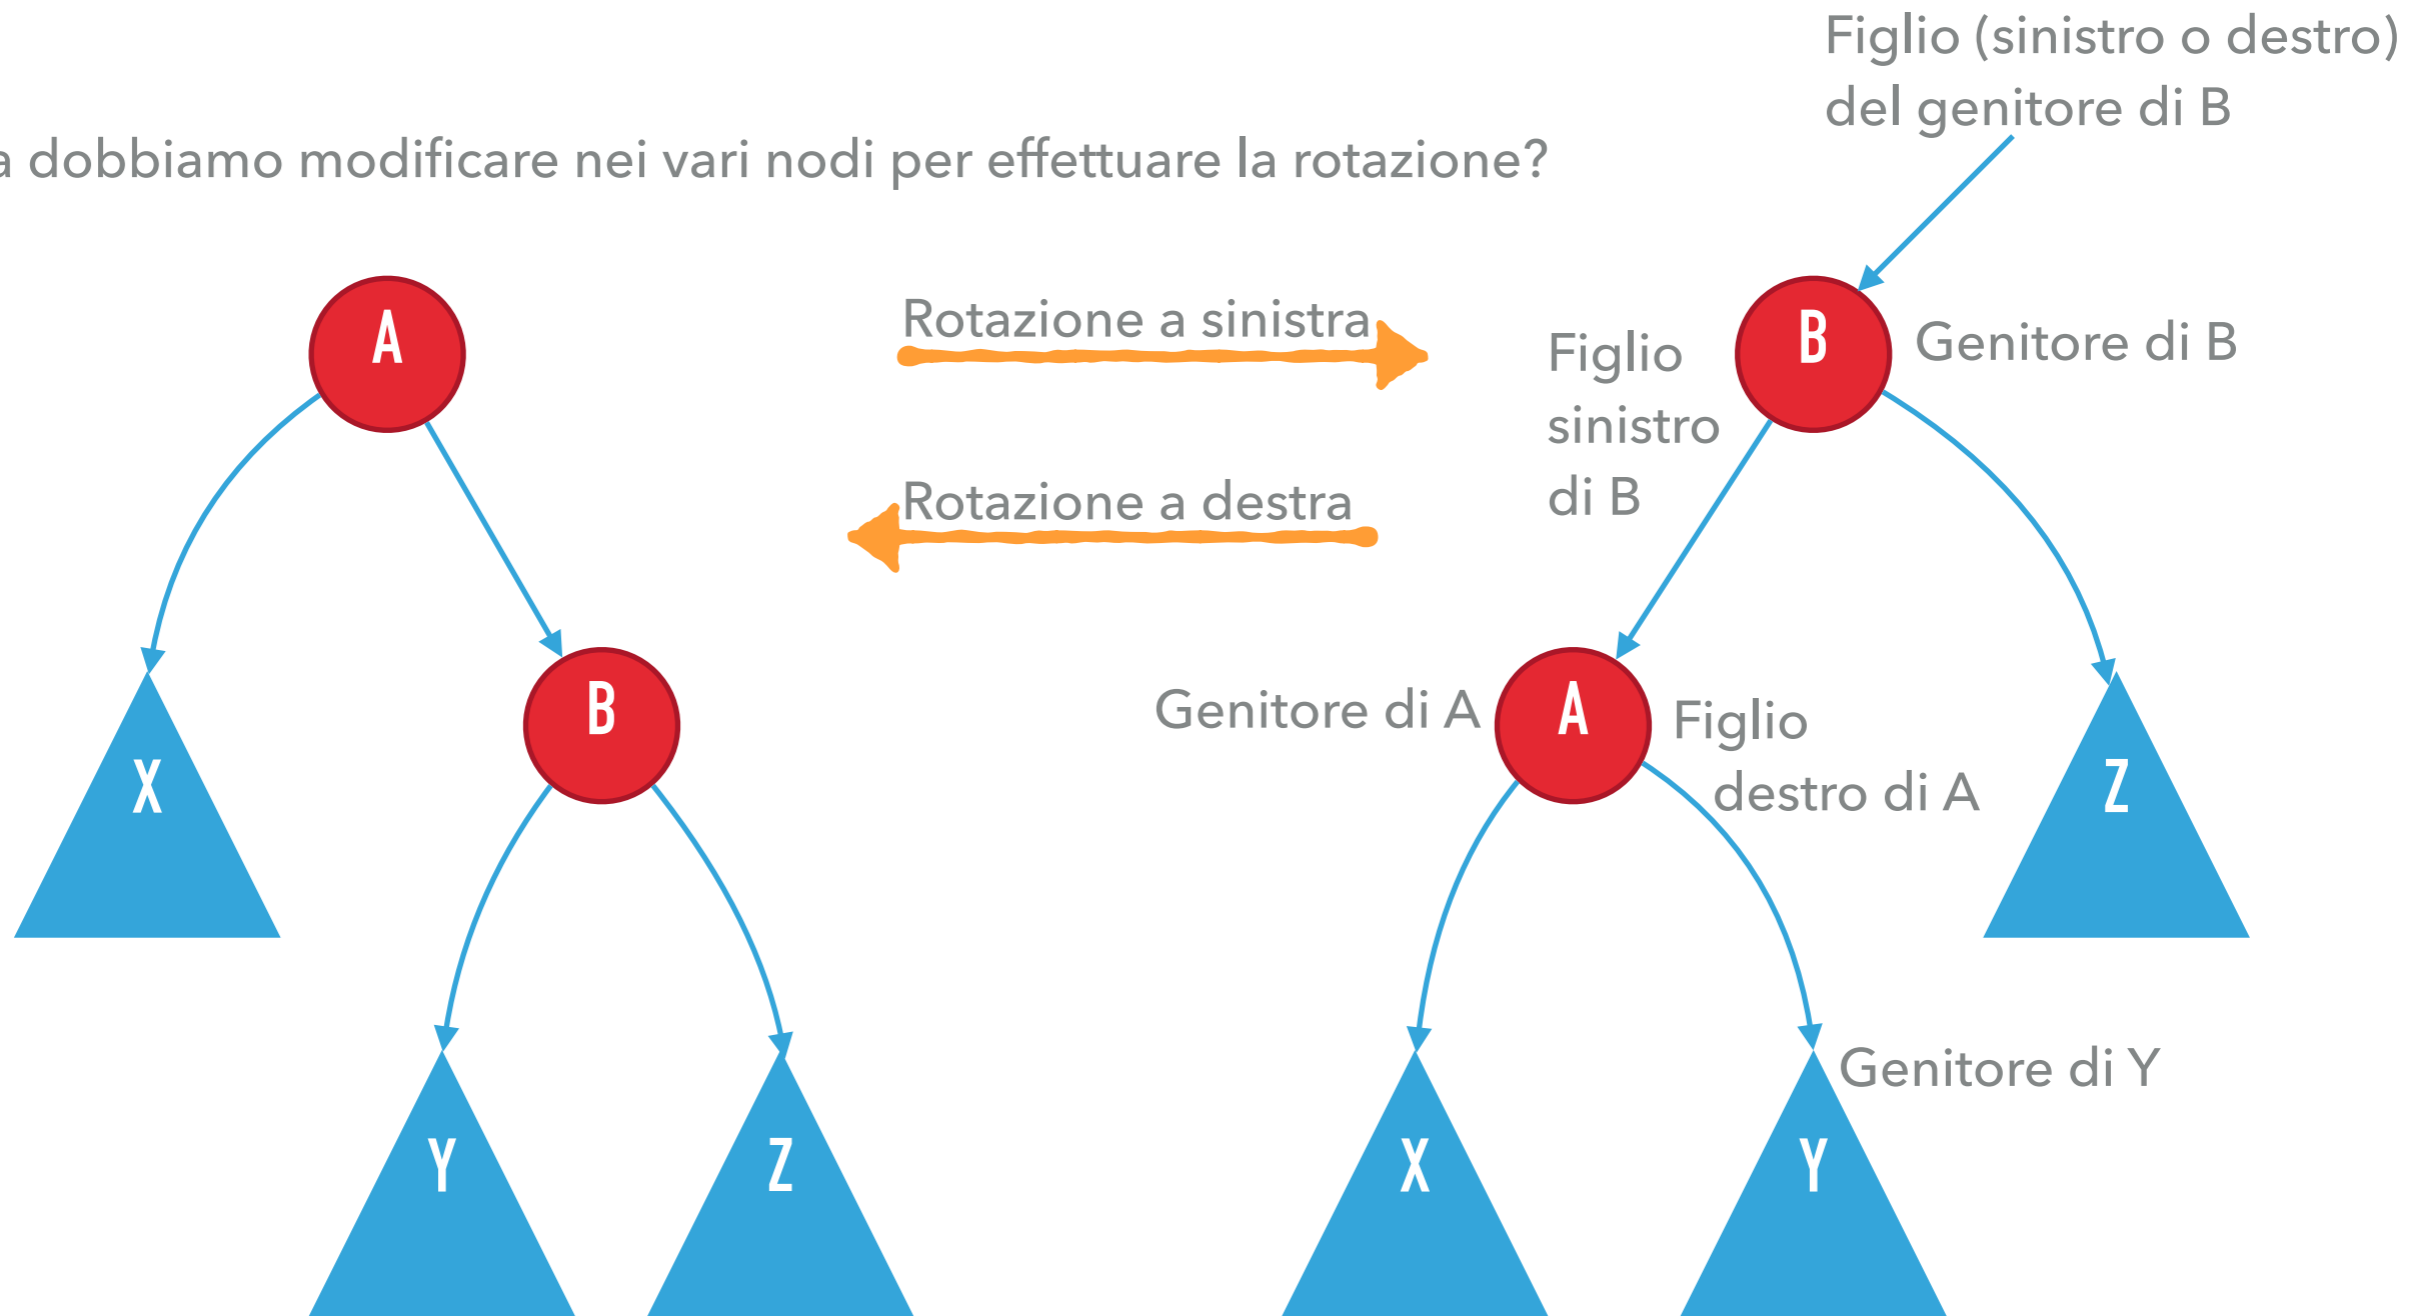 Figlio (sinistro o destro)
del genitore di B
a dobbiamo modificare nei vari nodi per effettuare la rotazione?
A
Rotazione a sinistra
Rotazione a destra
B
Genitore di B
Figlio
sinistro
di B
X
B
Genitore di A
A
Figlio
destro di A
Z
Genitore di Y
Y
Z
X
Y